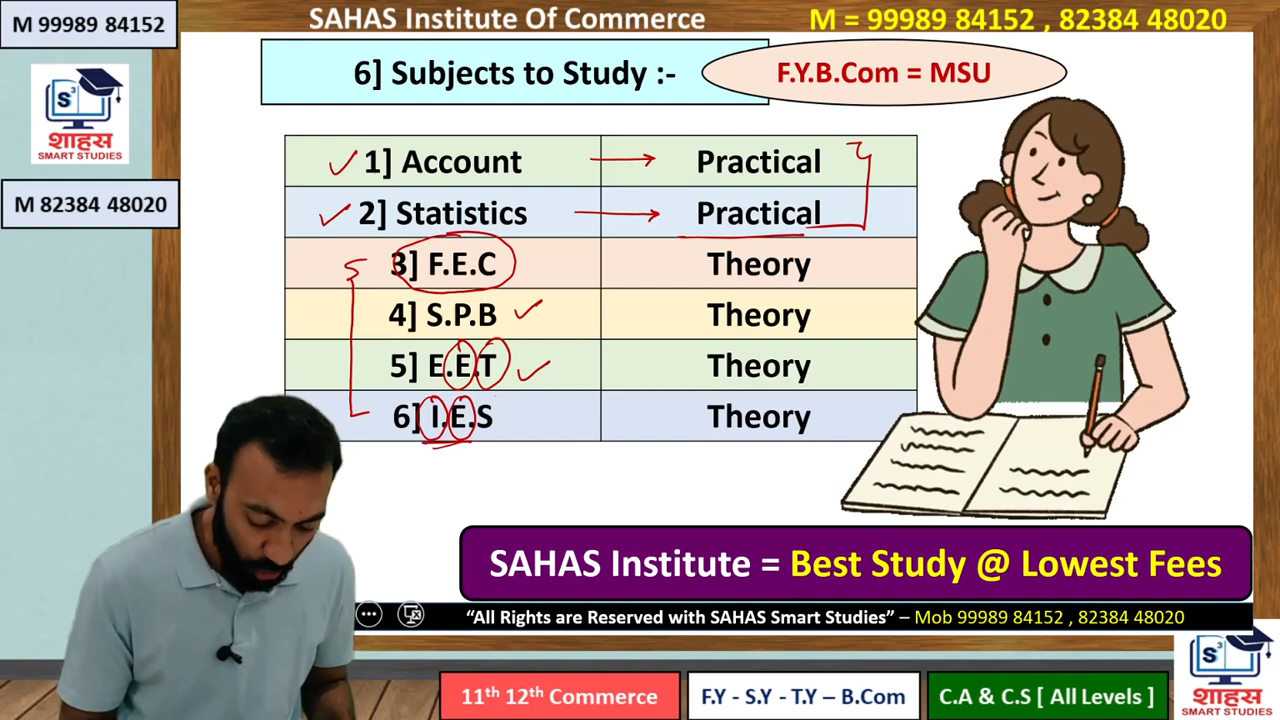 M 99989 84152
SAHAS Institute Of Commerce
M = 99989 84152 , 82384 48020
6] Subjects to Study :-
F.Y.B.Com = MSU
S³
शाहस
SMART STUDIES
M 82384 48020
1] Account Practical
2] Statistics Practical
3] F.E.C Theory
4] S.P.B Theory
5] E.E.T Theory
6] I.E.S Theory
SAHAS Institute = Best Study @ Lowest Fees
“All Rights are Reserved with SAHAS Smart Studies” – Mob 99989 84152 , 82384 48020
S³
शाहस
SMART STUDIES
11th 12th Commerce
F.Y - S.Y - T.Y – B.Com
C.A & C.S [ All Levels ]